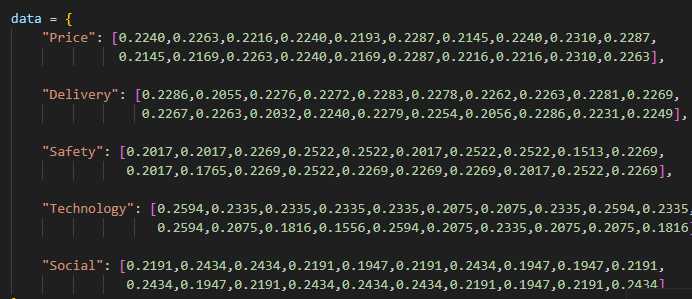 data = {
"Price": [0.2240,0.2263,0.2216,0.2240,0.2193,0.2287,0.2145,0.2240,0.2310,0.2287,
0.2145,0.2169,0.2263,0.2240,0.2169,0.2287,0.2216,0.2216,0.2310,0.2263],
"Delivery": [0.2286,0.2055,0.2276,0.2272,0.2283,0.2278,0.2262,0.2263,0.2281,0.2269,
0.2267,0.2263,0.2032,0.2240,0.2279,0.2254,0.2056,0.2286,0.2231,0.2249],
"Safety": [0.2017,0.2017,0.2269,0.2522,0.2522,0.2017,0.2522,0.2522,0.1513,0.2269,
0.2017,0.1765,0.2269,0.2522,0.2269,0.2269,0.2269,0.2017,0.2522,0.2269],
"Technology": [0.2594,0.2335,0.2335,0.2335,0.2335,0.2075,0.2075,0.2335,0.2594,0.2335,
0.2594,0.2075,0.1816,0.1556,0.2594,0.2075,0.2335,0.2075,0.2075,0.1816]
"Social": [0.2191,0.2434,0.2434,0.2191,0.1947,0.2191,0.2434,0.1947,0.1947,0.2191,
0.2434,0.1947,0.2191,0.2434,0.2434,0.2434,0.2191,0.1947,0.2191,0.2434]